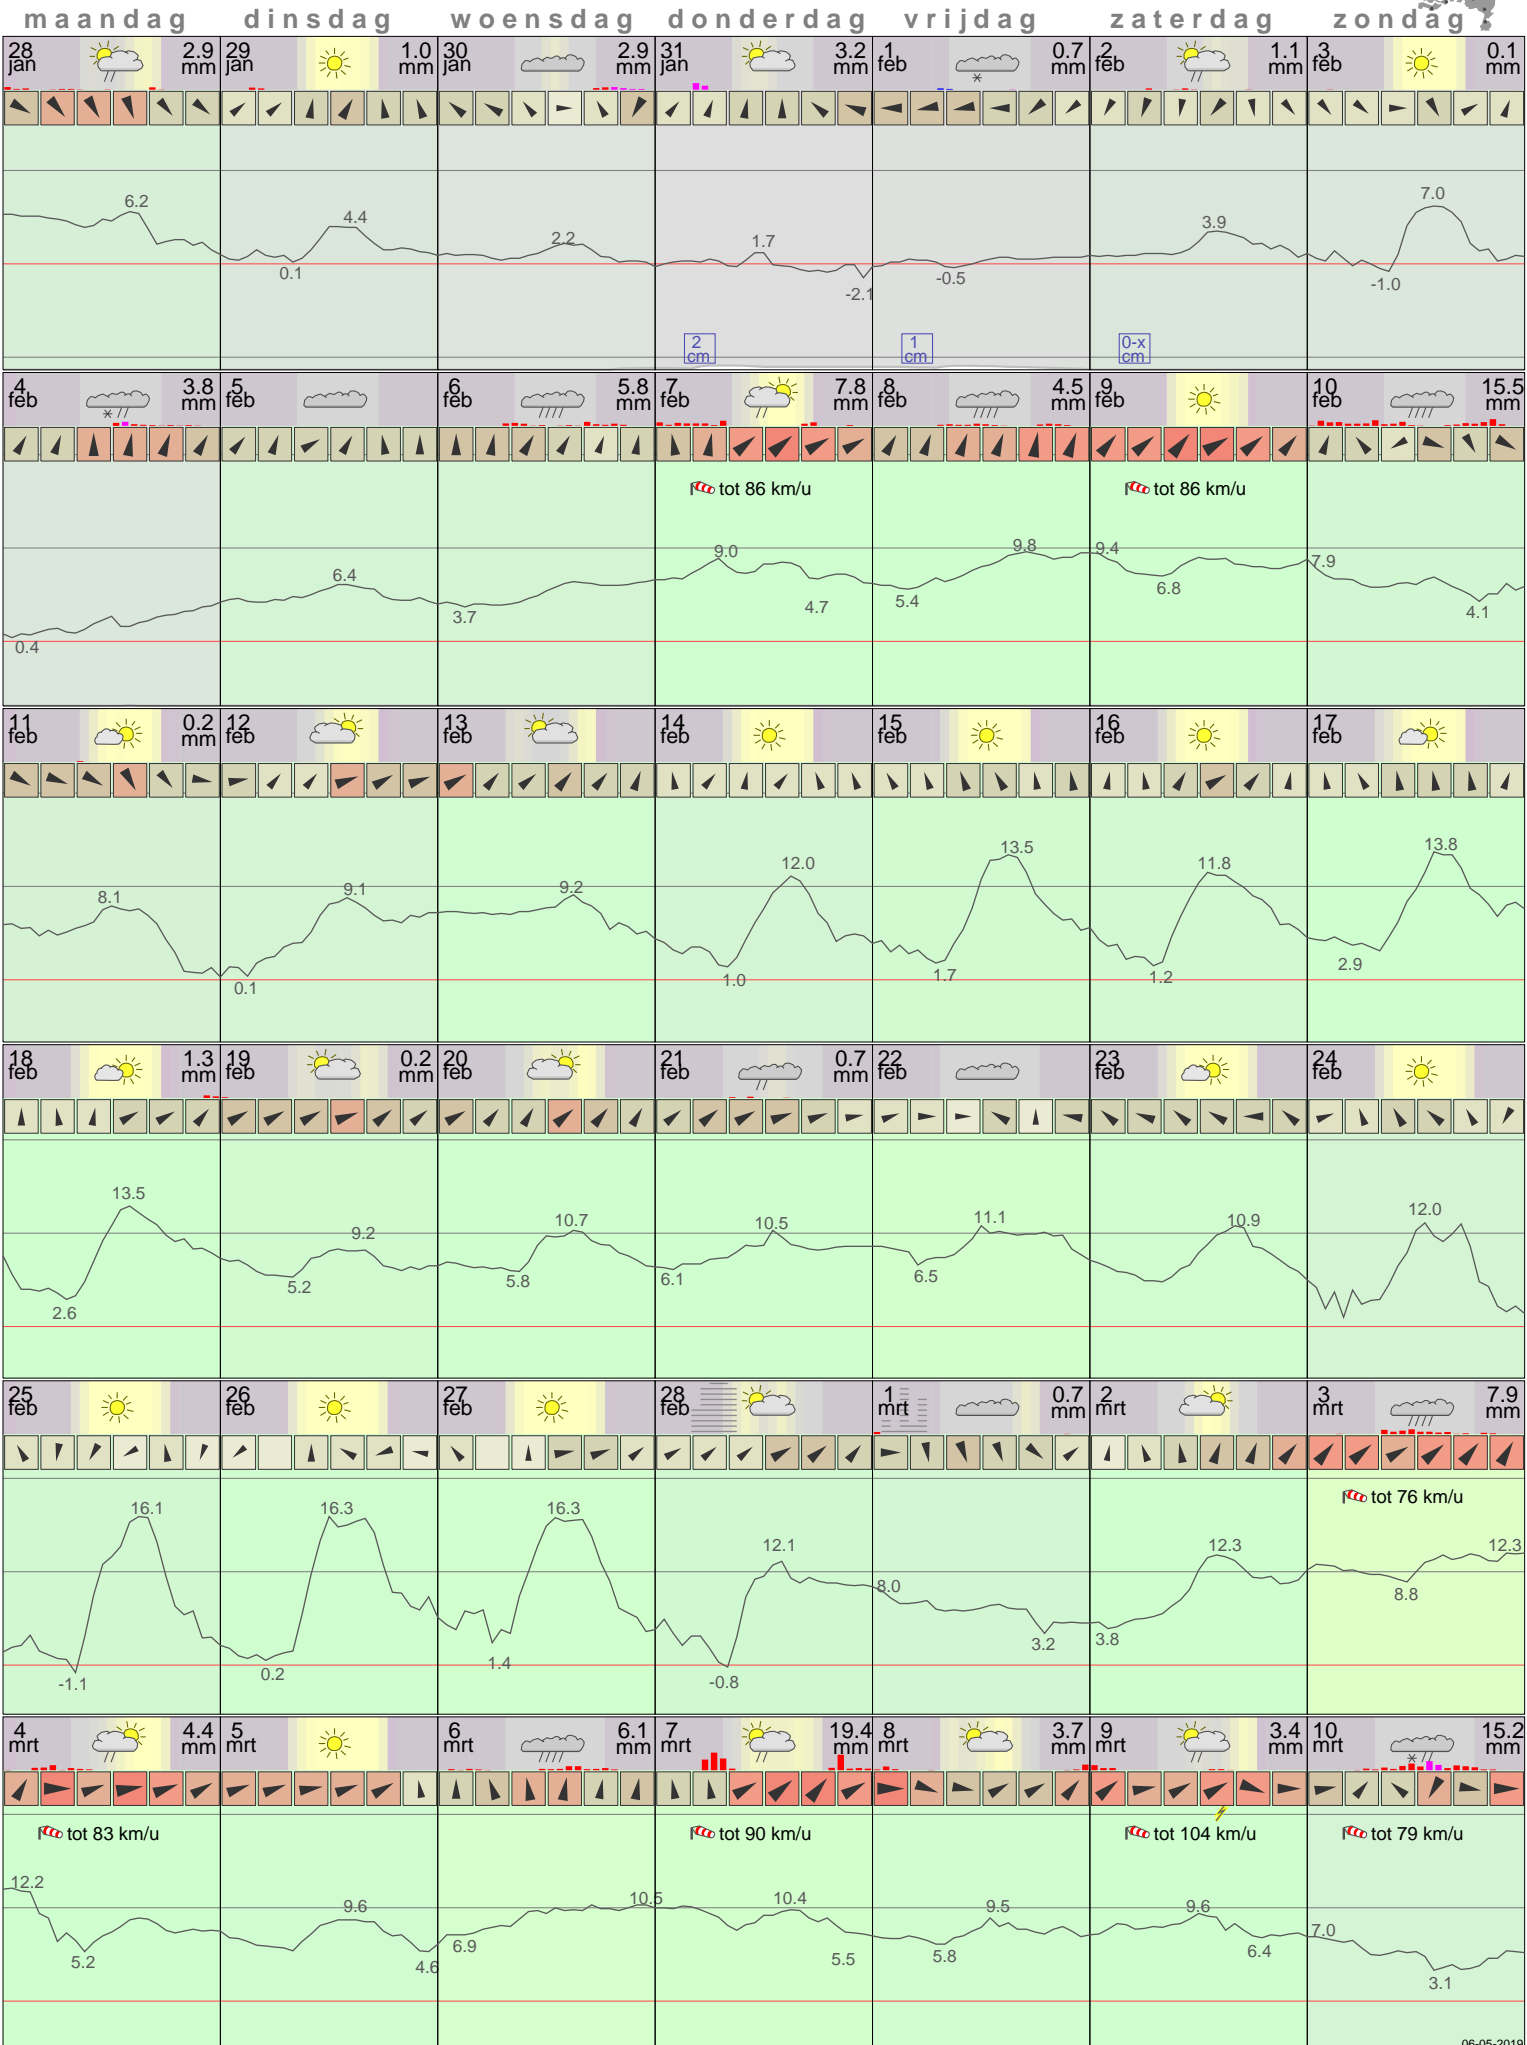 maandag dinsdag woensdag donderdag vrijdag zaterdag zondag
28 2.9 29 1.0 30 2.9 31 3.2 1 0.7 2 1.1 3 0.1
jan mm jan mm jan mm jan mm feb mm feb mm feb mm
6.2 4.4 0.1 2.2 1.7 -2.1 -0.5 3.9 7.0 -1.0
2 1 0-x
cm cm cm
4 3.8 5 6 5.8 7 7.8 8 4.5 9 10 15.5
feb mm feb feb mm feb mm feb mm feb feb mm
tot 86 km/u tot 86 km/u
0.4 6.4 3.7 9.0 4.7 5.4 9.8 9.4 6.8 7.9 4.1
11 0.2 12 13 14 15 16 17
feb mm feb feb feb feb feb feb
8.1 0.1 9.1 9.2 1.0 12.0 1.7 13.5 1.2 11.8 2.9 13.8
18 1.3 19 0.2 20 21 0.7 22 23 24
feb mm feb mm feb feb mm feb feb feb
2.6 13.5 5.2 9.2 5.8 10.7 6.1 10.5 6.5 11.1 10.9 12.0
25 26 27 28 1 0.7 2 3 7.9
feb feb feb feb mrt mm mrt mrt mm
tot 76 km/u
-1.1 16.1 0.2 16.3 1.4 16.3 -0.8 12.1 8.0 3.2 3.8 12.3 8.8 12.3
4 4.4 5 6 6.1 7 19.4 8 3.7 9 3.4 10 15.2
mrt mm mrt mrt mm mrt mm mrt mm mrt mm mrt mm
tot 83 km/u tot 90 km/u tot 104 km/u tot 79 km/u
12.2 5.2 9.6 4.6 6.9 10.5 10.4 5.5 5.8 9.5 9.6 6.4 7.0 3.1
06-05-2019